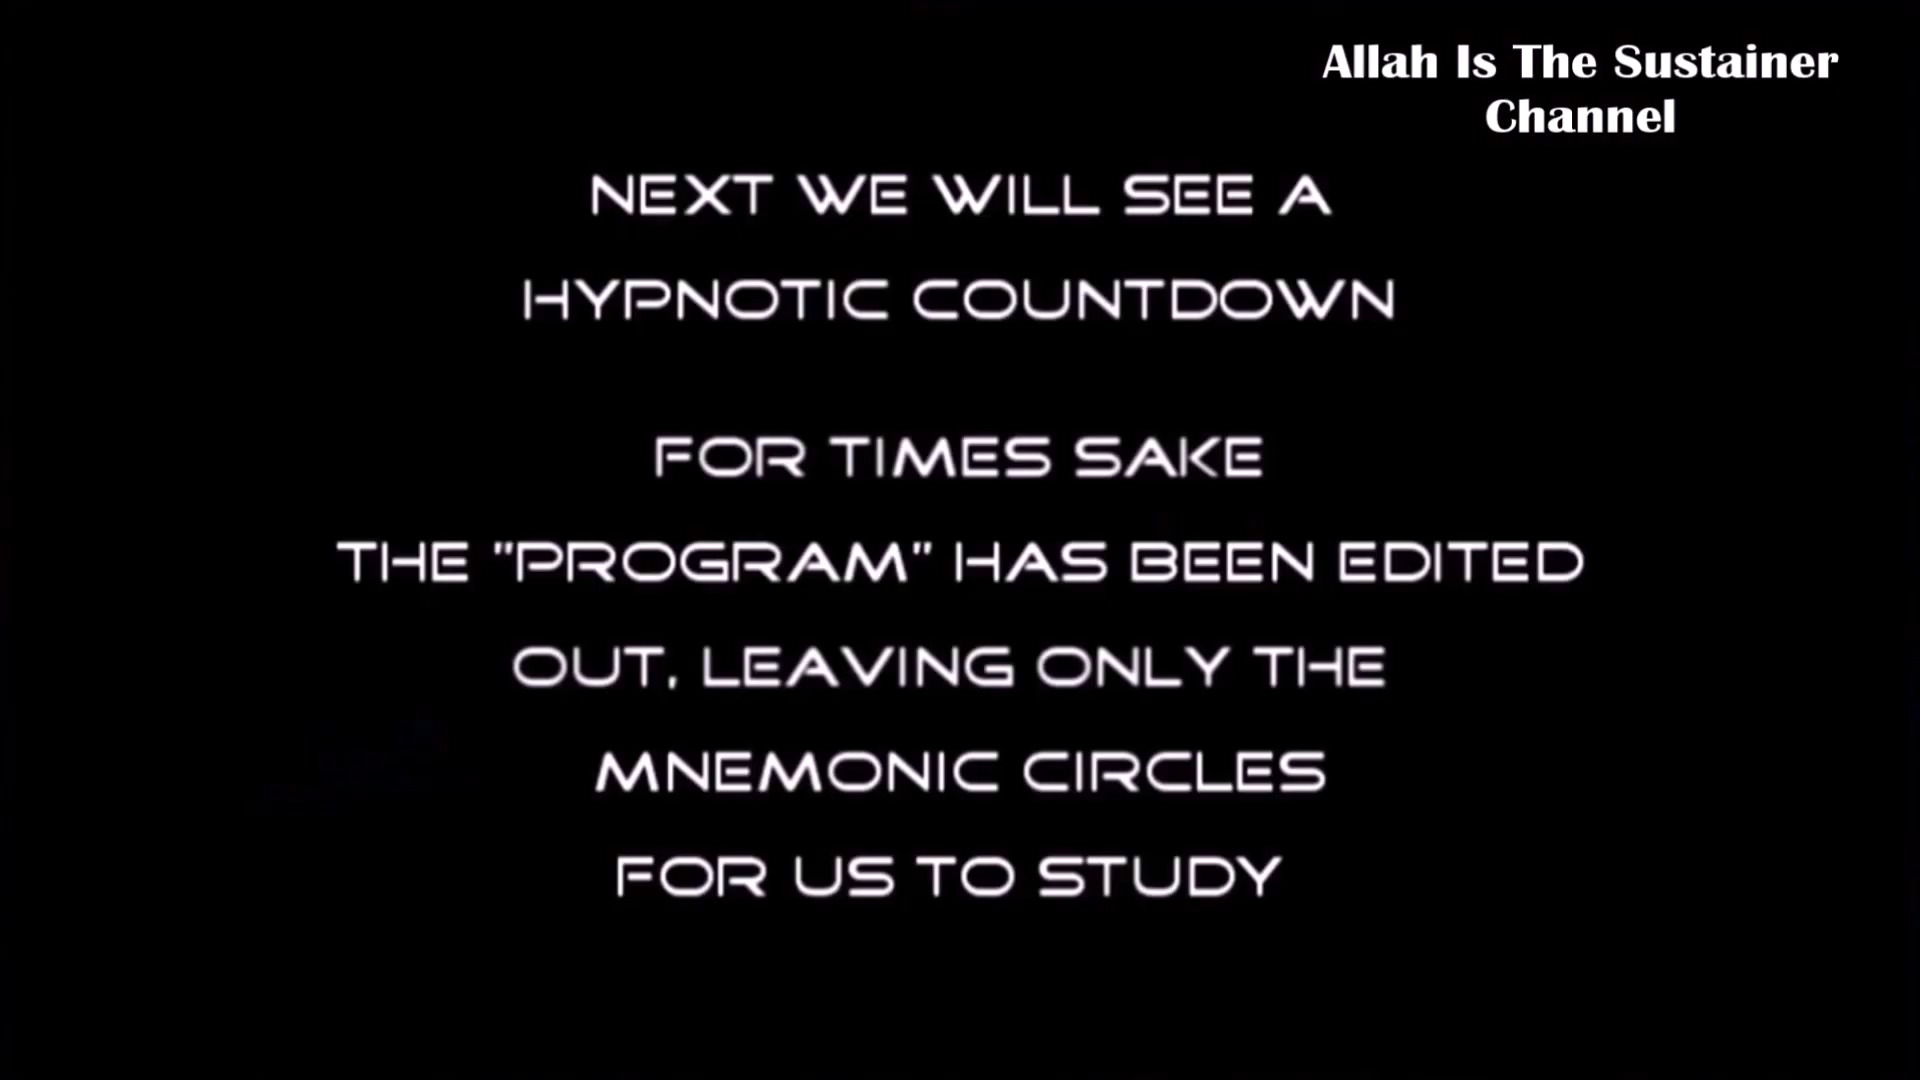 Allah Is The Sustainer
Channel
NEXT WE WILL SEE A
HYPNOTIC COUNTDOWN
FOR TIMES SAKE
THE "PROGRAM" HAS BEEN EDITED
OUT, LEAVING ONLY THE
MNEMONIC CIRCLES
FOR US TO STUDY